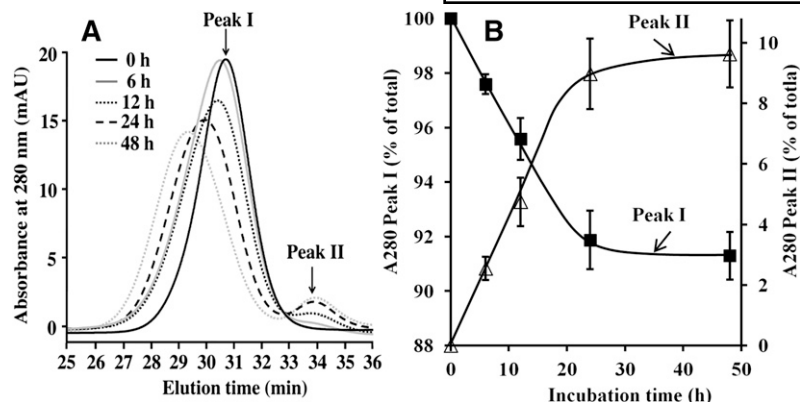 A
Peak I
0 h
6 h
12 h
24 h
48 h
Peak II
Absorbance at 280 nm (mAU)
20
15
10
5
0
25 26 27 28 29 30 31 32 33 34 35 36
Elution time (min)
B
Peak II
Peak I
A280 Peak I (% of total)
100
98
96
94
92
90
88
A280 Peak II (% of totla)
10
8
6
4
2
0
0 10 20 30 40 50
Incubation time (h)